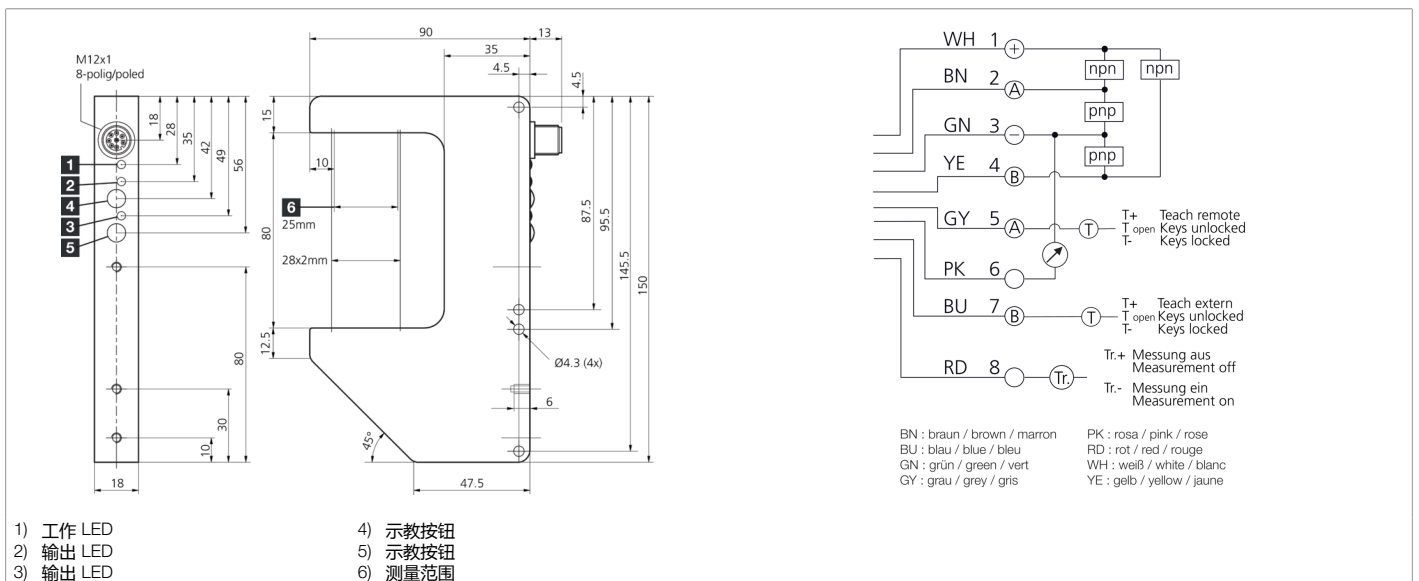 M12x1
8-polig/poled
18
28
35
42
49
56
1
2
4
3
5
80
30
10
18
90
13
35
4.5
4.5
15
10
6
25mm
80
28x2mm
87.5
95.5
145.5
150
12.5
Ø4.3 (4x)
6
45°
47.5
WH 1 +
npn npn
BN 2 A
pnp
GN 3 −
pnp
YE 4 B
GY 5 A T
T+ Teach remote
T open Keys unlocked
T- Keys locked
PK 6
BU 7 B T
T+ Teach extern
T open Keys unlocked
T- Keys locked
RD 8 Tr.
Tr.+ Messung aus
Measurement off
Tr.- Messung ein
Measurement on
BN : braun / brown / marron
BU : blau / blue / bleu
GN : grün / green / vert
GY : grau / grey / gris
PK : rosa / pink / rose
RD : rot / red / rouge
WH : weiß / white / blanc
YE : gelb / yellow / jaune
1) 工作 LED
2) 输出 LED
3) 输出 LED
4) 示教按钮
5) 示教按钮
6) 测量范围